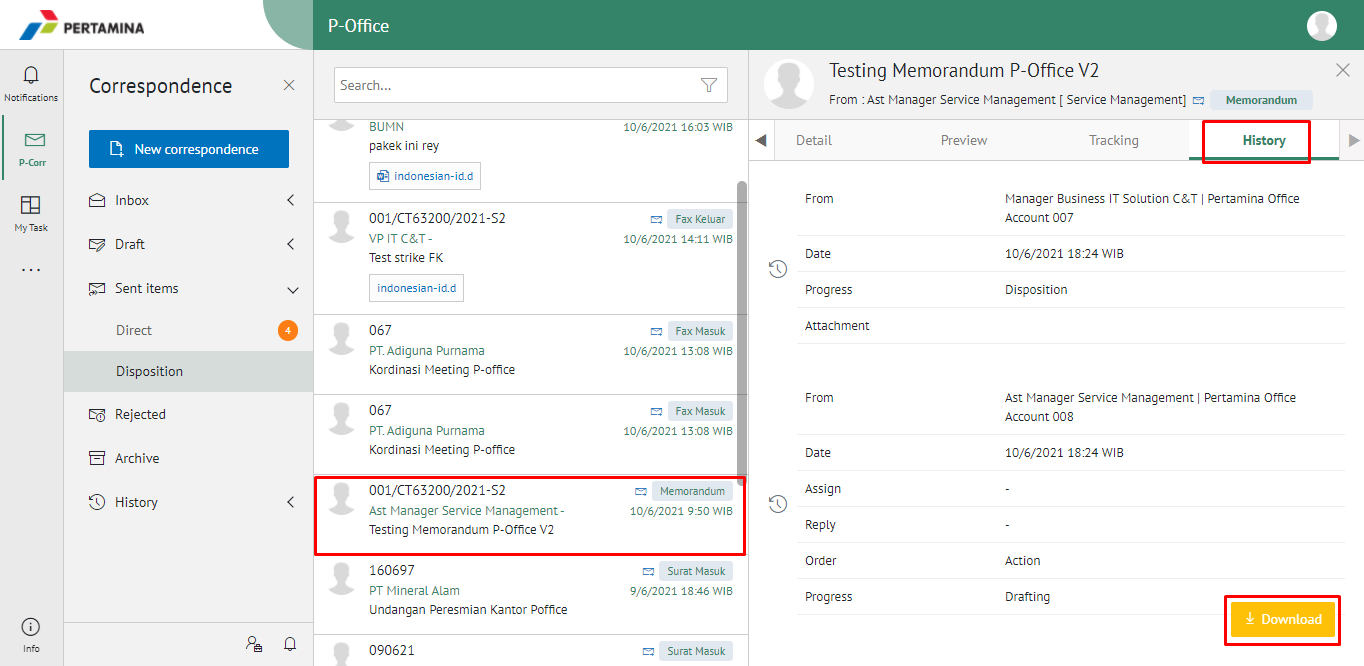 PERTAMINA
P-Office
Notifications
P-Corr
My Task
...
Info
Correspondence
New correspondence
Inbox
Draft
Sent items
Direct
4
Disposition
Rejected
Archive
History
Search...
BUMN
10/6/2021 16:03 WIB
pakek ini rey
indonesian-id.d
001/CT63200/2021-S2
Fax Keluar
VP IT C&T -
10/6/2021 14:11 WIB
Test strike FK
indonesian-id.d
067
Fax Masuk
PT. Adiguna Purnama
10/6/2021 13:08 WIB
Kordinasi Meeting P-office
067
Fax Masuk
PT. Adiguna Purnama
10/6/2021 13:08 WIB
Kordinasi Meeting P-office
001/CT63200/2021-S2
Memorandum
Ast Manager Service Management -
10/6/2021 9:50 WIB
Testing Memorandum P-Office V2
160697
Surat Masuk
PT Mineral Alam
9/6/2021 18:46 WIB
Undangan Peresmian Kantor Poffice
090621
Surat Masuk
Testing Memorandum P-Office V2
From : Ast Manager Service Management [ Service Management]
Memorandum
Detail
Preview
Tracking
History
From
Manager Business IT Solution C&T | Pertamina Office
Account 007
Date
10/6/2021 18:24 WIB
Progress
Disposition
Attachment
From
Ast Manager Service Management | Pertamina Office
Account 008
Date
10/6/2021 18:24 WIB
Assign
-
Reply
-
Order
Action
Progress
Drafting
Download